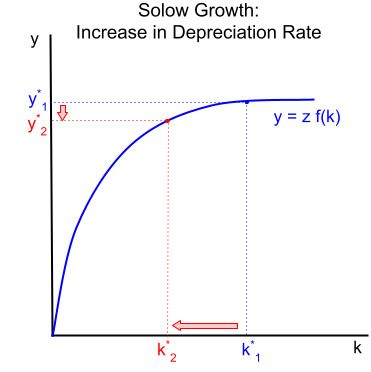 Solow Growth:
Increase in Depreciation Rate
y
y*1
y*2
y = z f(k)
k*2
k*1
k